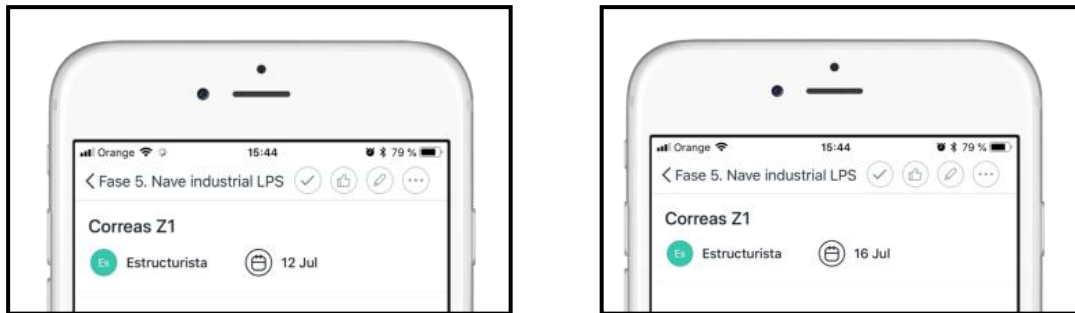 Orange 15:44 79 %
Fase 5. Nave industrial LPS
Correas Z1
Es Estructurista 12 Jul
Orange 15:44 79 %
Fase 5. Nave industrial LPS
Correas Z1
Es Estructurista 16 Jul